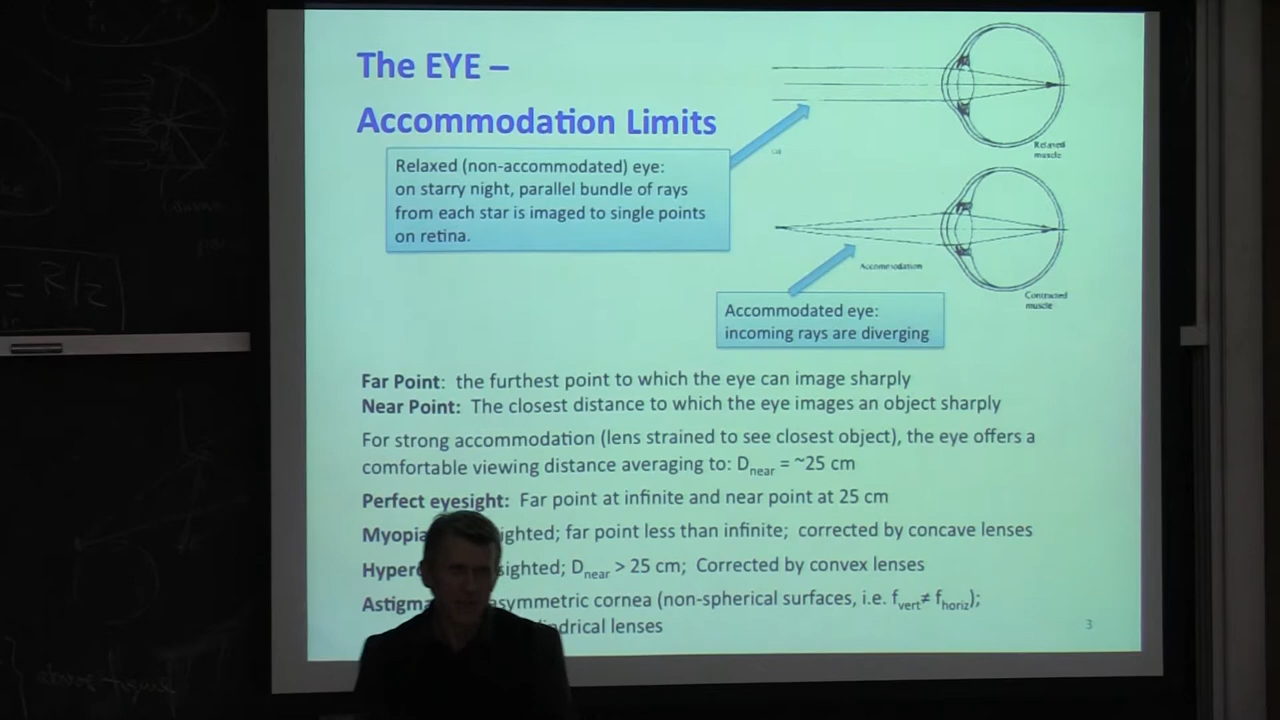 The EYE –
Accommodation Limits
Relaxed (non-accommodated) eye:
on starry night, parallel bundle of rays
from each star is imaged to single points
on retina.
Relaxed
muscle
Accommodation
Contracted
muscle
Accommodated eye:
incoming rays are diverging
Far Point: the furthest point to which the eye can image sharply
Near Point: The closest distance to which the eye images an object sharply
For strong accommodation (lens strained to see closest object), the eye offers a
comfortable viewing distance averaging to: Dnear = ~25 cm
Perfect eyesight: Far point at infinite and near point at 25 cm
Myopia ighted; far point less than infinite; corrected by concave lenses
Hyper sighted; Dnear > 25 cm; Corrected by convex lenses
Astigma asymmetric cornea (non-spherical surfaces, i.e. fvert≠ fhoriz);
indrical lenses
3
= R/2